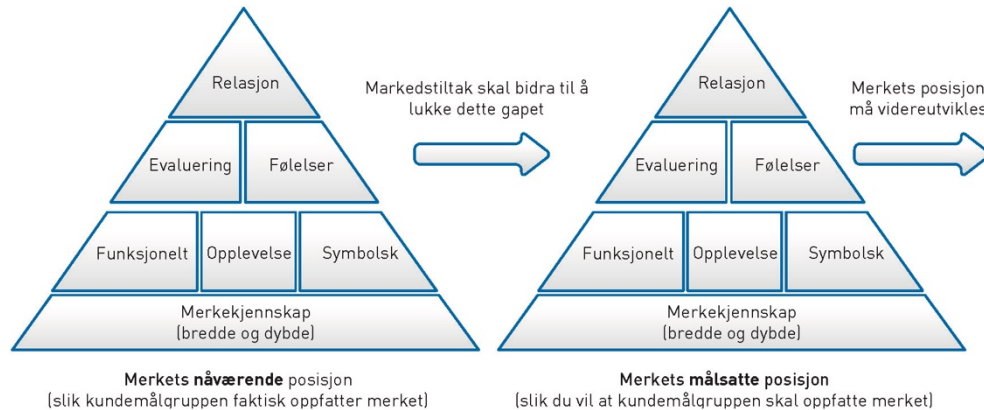 Relasjon
Evaluering
Følelser
Funksjonelt
Opplevelse
Symbolsk
Merkekjennskap
(bredde og dybde)
Merkets nåværende posisjon
(slik kundemålgruppen faktisk oppfatter merket)
Markedstiltak skal bidra til å
lukke dette gapet
Relasjon
Evaluering
Følelser
Funksjonelt
Opplevelse
Symbolsk
Merkekjennskap
(bredde og dybde)
Merkets målsatte posisjon
(slik du vil at kundemålgruppen skal oppfatte merket)
Merkets posisjon
må videreutvikles